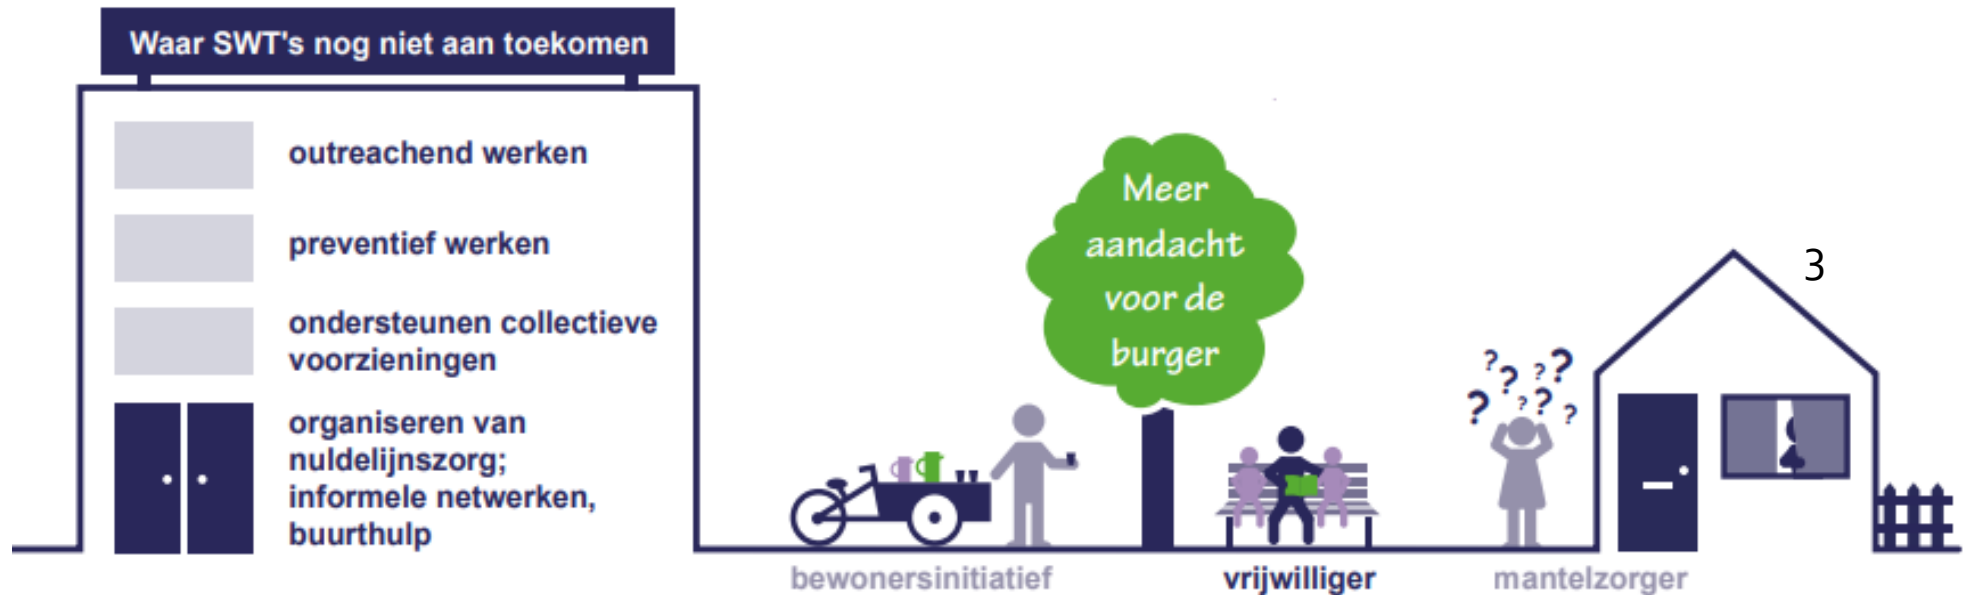 Waar SWT's nog niet aan toekomen
outreachend werken
preventief werken
ondersteunen collectieve
voorzieningen
organiseren van
nuldelijnszorg;
informele netwerken,
buurthulp
Meer
aandacht
voor de
burger
3
? ? ? ? ? ? ? ?
bewonersinitiatief
vrijwilliger
mantelzorger